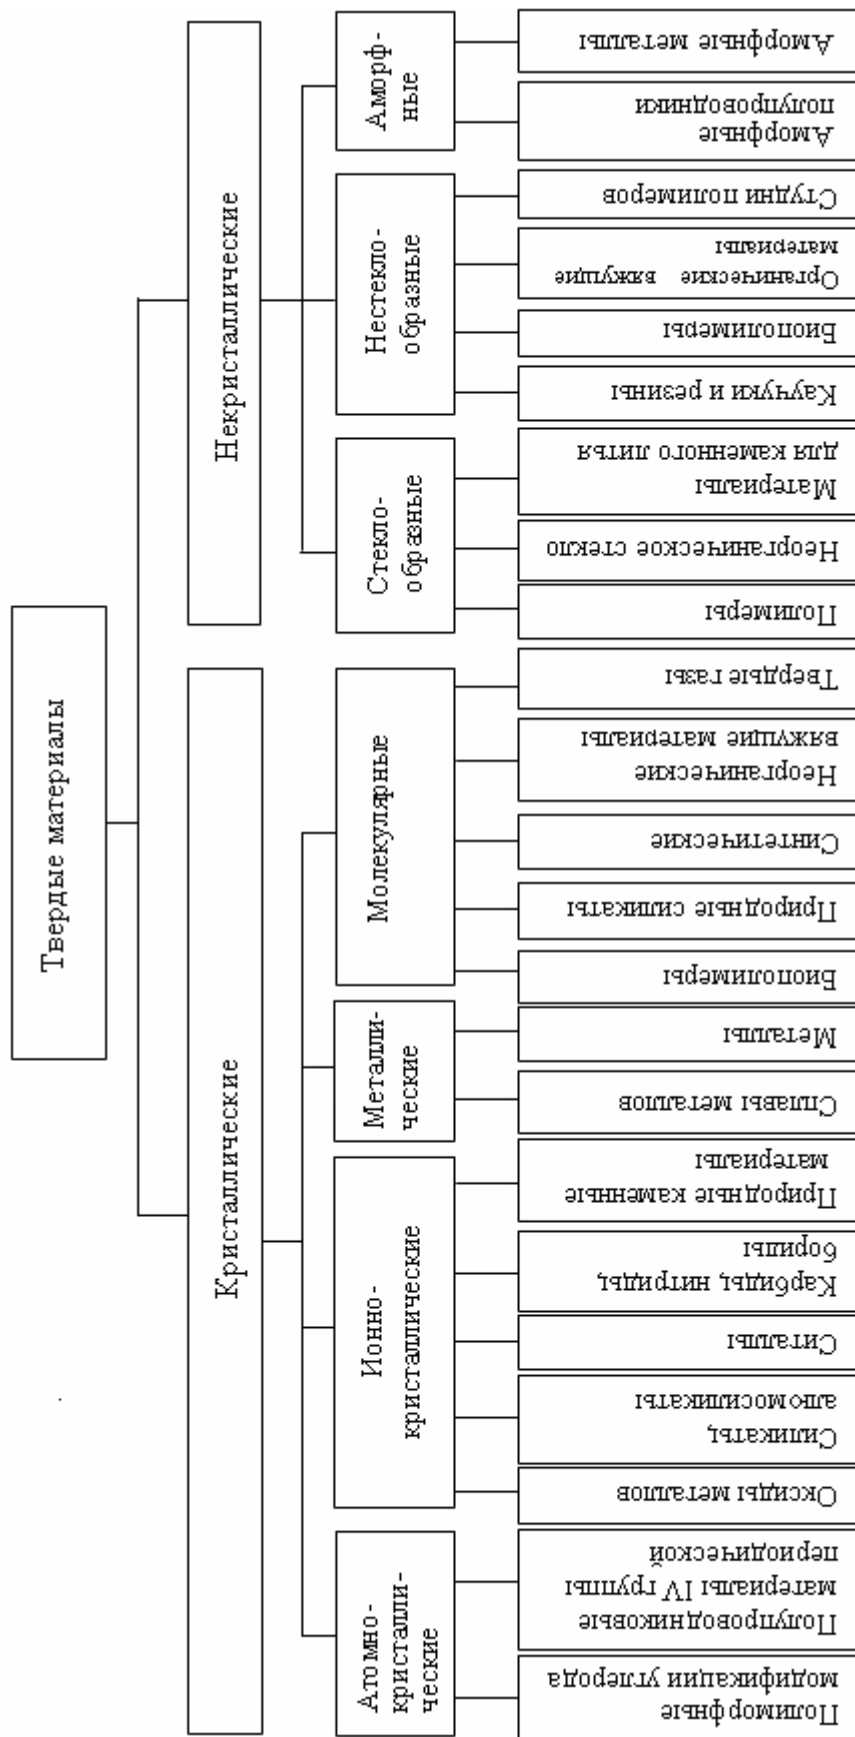 Твердые материалы
Кристаллические
Некристаллические
Атомно-
кристалли-
ческие
Ионно-
кристаллические
Металли-
ческие
Молекулярные
Стекло-
образные
Нестекло-
образные
Аморф-
ные
Полиморфные
модификации углерода
Полупроводниковые
материалы IV группы
периодической
Оксиды металлов
Силикаты,
алюмосиликаты
Ситаллы
Карбиды, нитриды,
бориды
Природные каменные
материалы
Сплавы металлов
Металлы
Биополимеры
Природные силикаты
Синтетические
Неорганические
вяжущие материалы
Твердые газы
Полимеры
Неорганическое стекло
Материалы
для каменного литья
Каучуки и резины
Биополимеры
Органические вяжущие
материалы
Студни полимеров
Аморфные
полупроводники
Аморфные металлы